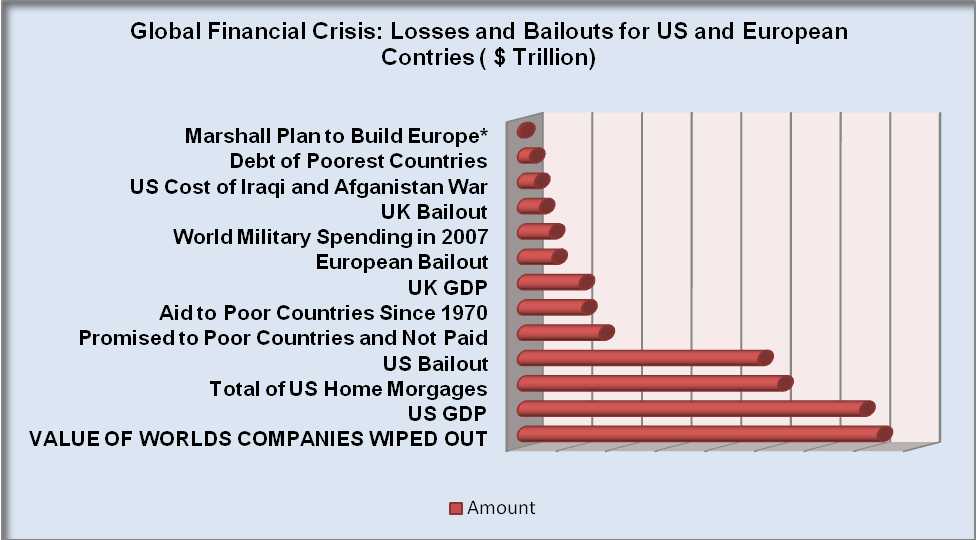 Global Financial Crisis: Losses and Bailouts for US and European
Contries ( $ Trillion)
Marshall Plan to Build Europe*
Debt of Poorest Countries
US Cost of Iraqi and Afganistan War
UK Bailout
World Military Spending in 2007
European Bailout
UK GDP
Aid to Poor Countries Since 1970
Promised to Poor Countries and Not Paid
US Bailout
Total of US Home Morgages
US GDP
VALUE OF WORLDS COMPANIES WIPED OUT
Amount